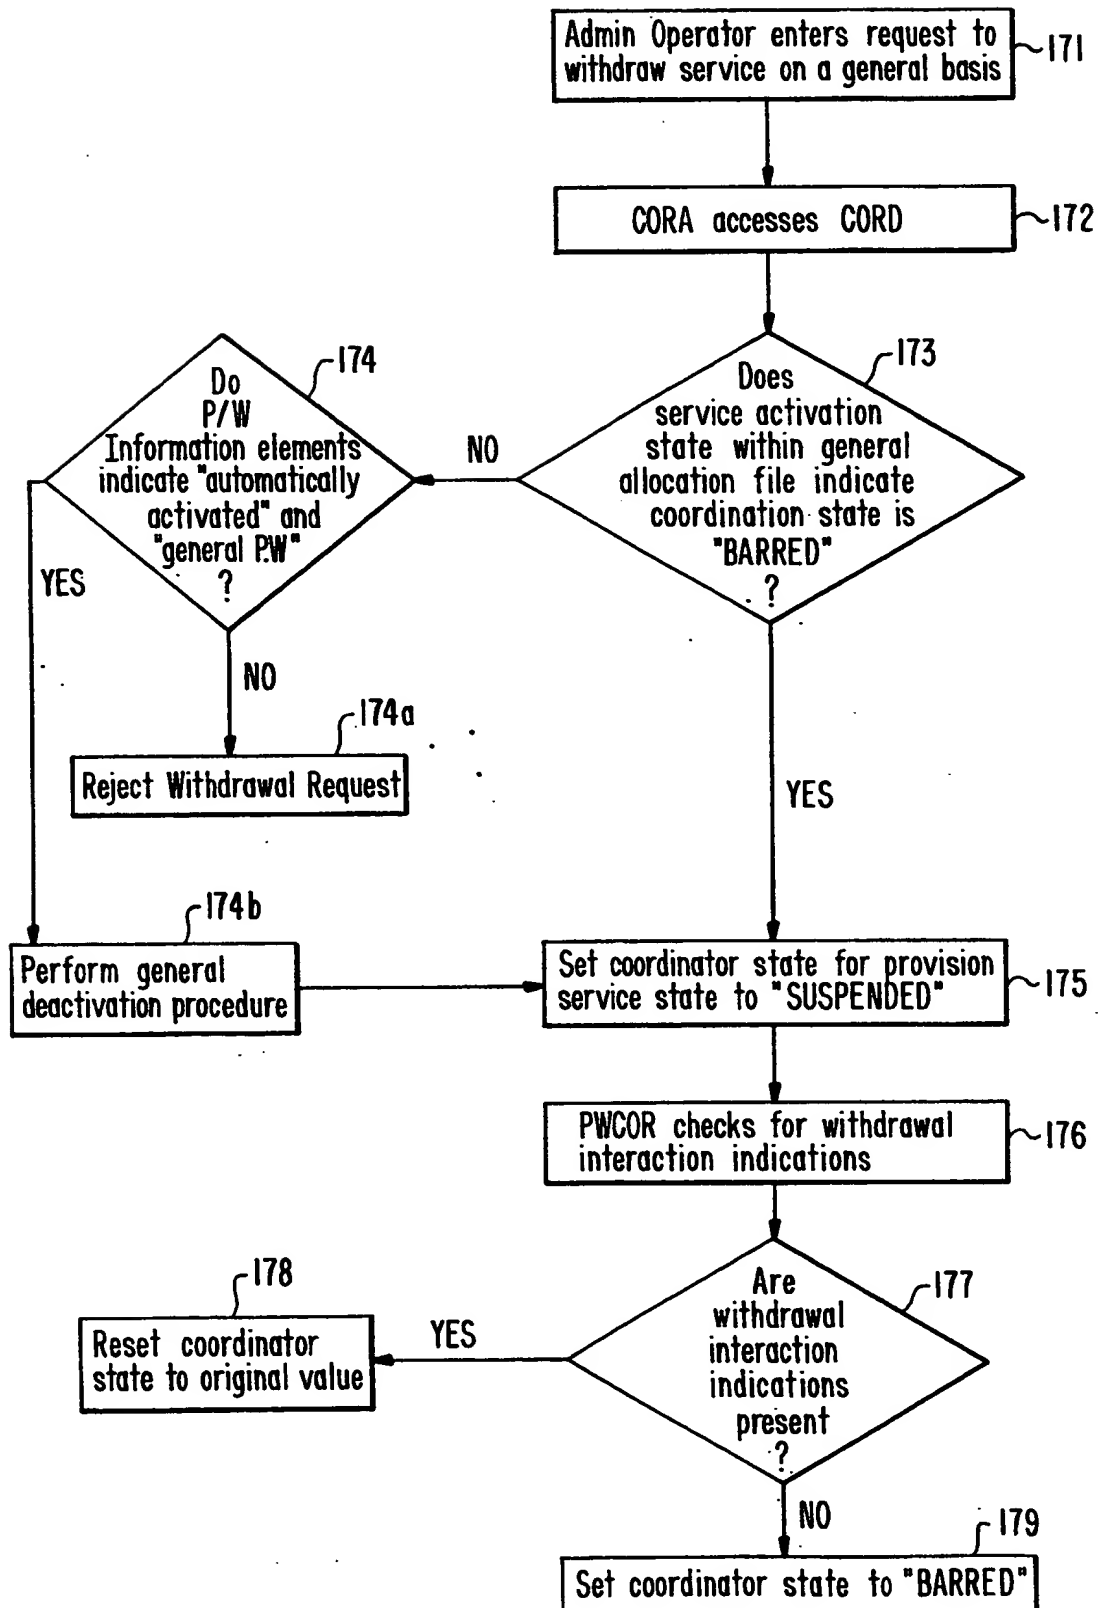 Admin Operator enters request to
withdraw service on a general basis
171
CORA accesses CORD
172
173
Does
service activation
state within general
allocation file indicate
coordination state is
"BARRED"
?
NO
YES
174
Do
P/W
Information elements
indicate "automatically
activated" and
"general P.W"
?
YES
NO
174a
Reject Withdrawal Request
174b
Perform general
deactivation procedure
Set coordinator state for provision
service state to "SUSPENDED"
175
PWCOR checks for withdrawal
interaction indications
176
177
Are
withdrawal
interaction
indications
present
?
YES
178
Reset coordinator
state to original value
NO
179
Set coordinator state to "BARRED"